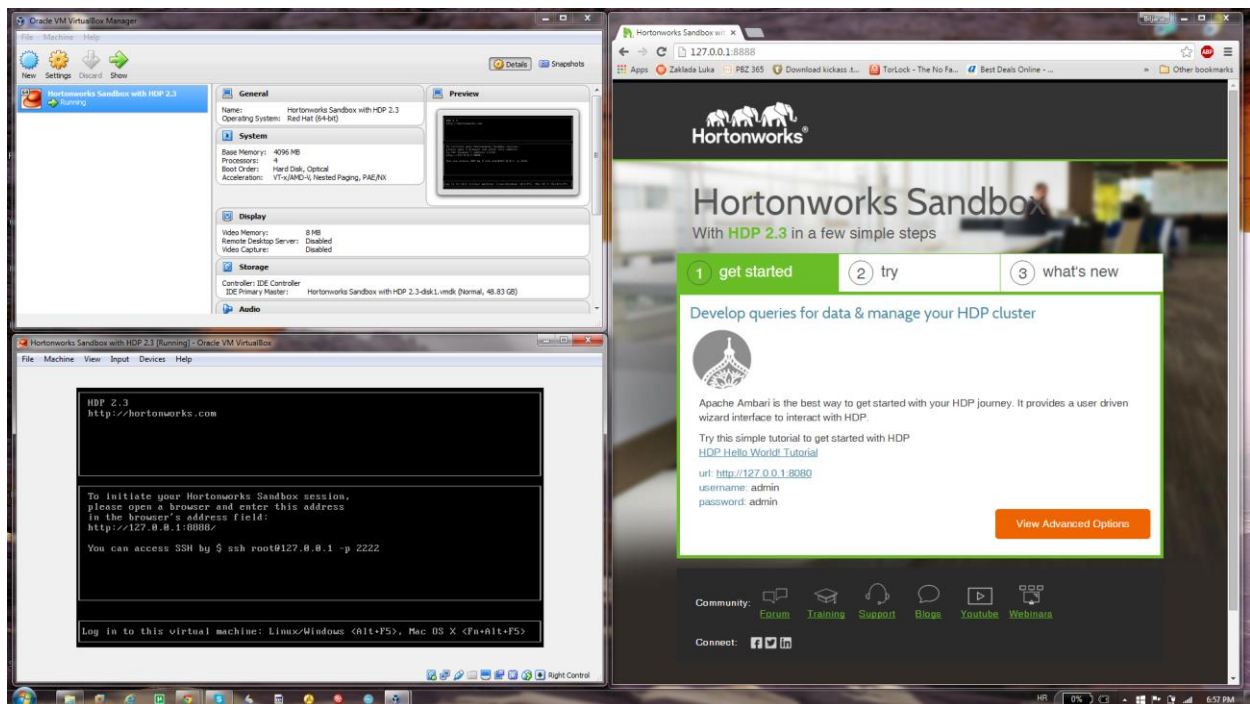 Oracle VM VirtualBox Manager
File Machine Help
New Settings Discard Show
Details Snapshots
Hortonworks Sandbox with HDP 2.3
Running
General
Name: Hortonworks Sandbox with HDP 2.3
Operating System: Red Hat (64-bit)
System
Base Memory: 4096 MB
Processors: 4
Boot Order: Hard Disk, Optical
Acceleration: VT-x/AMD-V, Nested Paging, PAE/NX
Display
Video Memory: 8 MB
Remote Desktop Server: Disabled
Video Capture: Disabled
Storage
Controller: IDE Controller
IDE Primary Master: Hortonworks Sandbox with HDP 2.3-disk1.vmdk (Normal, 48.83 GB)
Audio
Preview
Hortonworks Sandbox with HDP 2.3 [Running] - Oracle VM VirtualBox
File Machine View Input Devices Help
HDP 2.3
http://hortonworks.com
To initiate your Hortonworks Sandbox session,
please open a browser and enter this address
in the browser's address field:
http://127.0.0.1:8888/
You can access SSH by $ ssh root@127.0.0.1 -p 2222
Log in to this virtual machine: Linux/Windows <Alt+F5>, Mac OS X <Fn+Alt+F5>
Right Control
Hortonworks Sandbox wit
127.0.0.1:8888
Apps Zaklada Luka PBZ 365 Download kickass .t... TorLock - The No Fa... Best Deals Online - ... » Other bookmarks
Hortonworks®
Hortonworks Sandbox
With HDP 2.3 in a few simple steps
1 get started 2 try 3 what's new
Develop queries for data & manage your HDP cluster
Apache Ambari is the best way to get started with your HDP journey. It provides a user driven
wizard interface to interact with HDP.
Try this simple tutorial to get started with HDP
HDP Hello World! Tutorial
url: http://127.0.0.1:8080
username: admin
password: admin
View Advanced Options
Community: Forum Training Support Blogs Youtube Webinars
Connect:
HR 0% 6:57 PM